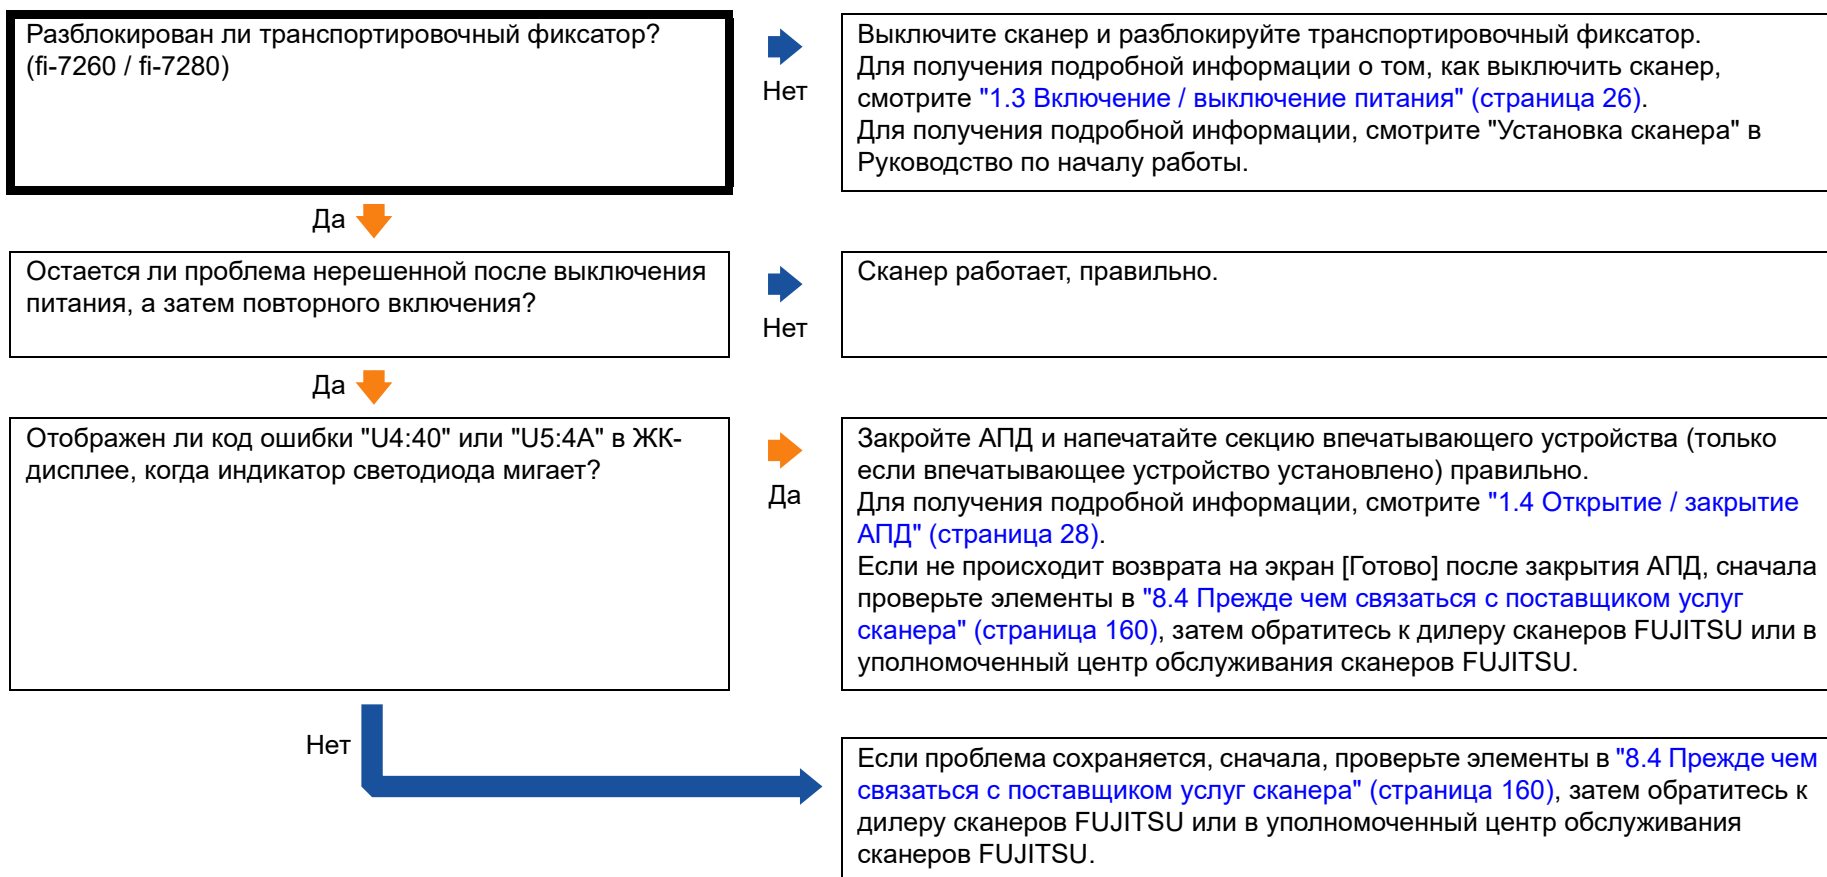 Разблокирован ли транспортировочный фиксатор?
(fi-7260 / fi-7280)
Нет
Выключите сканер и разблокируйте транспортировочный фиксатор.
Для получения подробной информации о том, как выключить сканер,
смотрите "1.3 Включение / выключение питания" (страница 26).
Для получения подробной информации, смотрите "Установка сканера" в
Руководство по началу работы.
Да
Остается ли проблема нерешенной после выключения
питания, а затем повторного включения?
Нет
Сканер работает, правильно.
Да
Отображен ли код ошибки "U4:40" или "U5:4A" в ЖК-
дисплее, когда индикатор светодиода мигает?
Да
Закройте АПД и напечатайте секцию впечатывающего устройства (только
если впечатывающее устройство установлено) правильно.
Для получения подробной информации, смотрите "1.4 Открытие / закрытие
АПД" (страница 28).
Если не происходит возврата на экран [Готово] после закрытия АПД, сначала
проверьте элементы в "8.4 Прежде чем связаться с поставщиком услуг
сканера" (страница 160), затем обратитесь к дилеру сканеров FUJITSU или в
уполномоченный центр обслуживания сканеров FUJITSU.
Нет
Если проблема сохраняется, сначала, проверьте элементы в "8.4 Прежде чем
связаться с поставщиком услуг сканера" (страница 160), затем обратитесь к
дилеру сканеров FUJITSU или в уполномоченный центр обслуживания
сканеров FUJITSU.